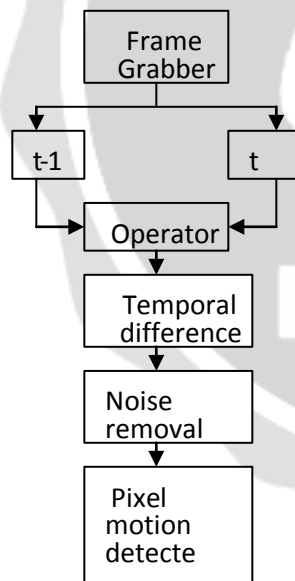 Frame
Grabber
t-1
t
Operator
Temporal
difference
Noise
removal
Pixel
motion
detecte